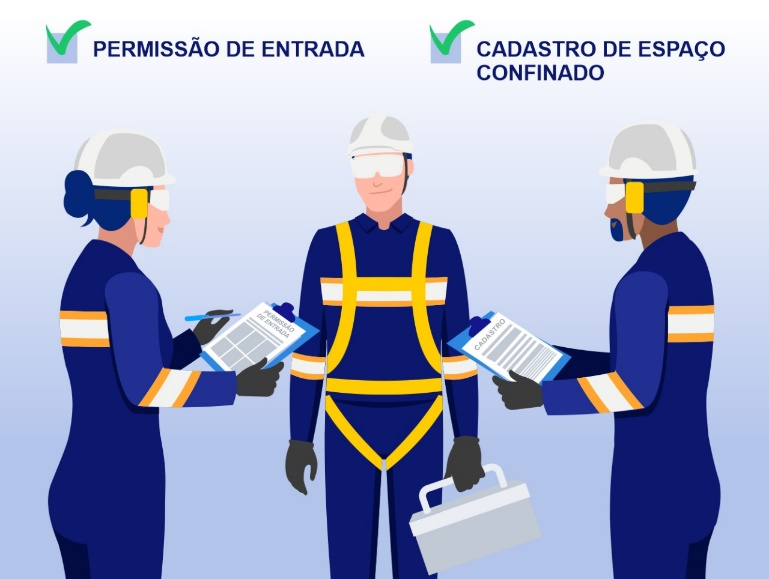 PERMISSÃO DE ENTRADA
CADASTRO DE ESPAÇO
CONFINADO
PERMISSÃO
DE ENTRADA
CADASTRO